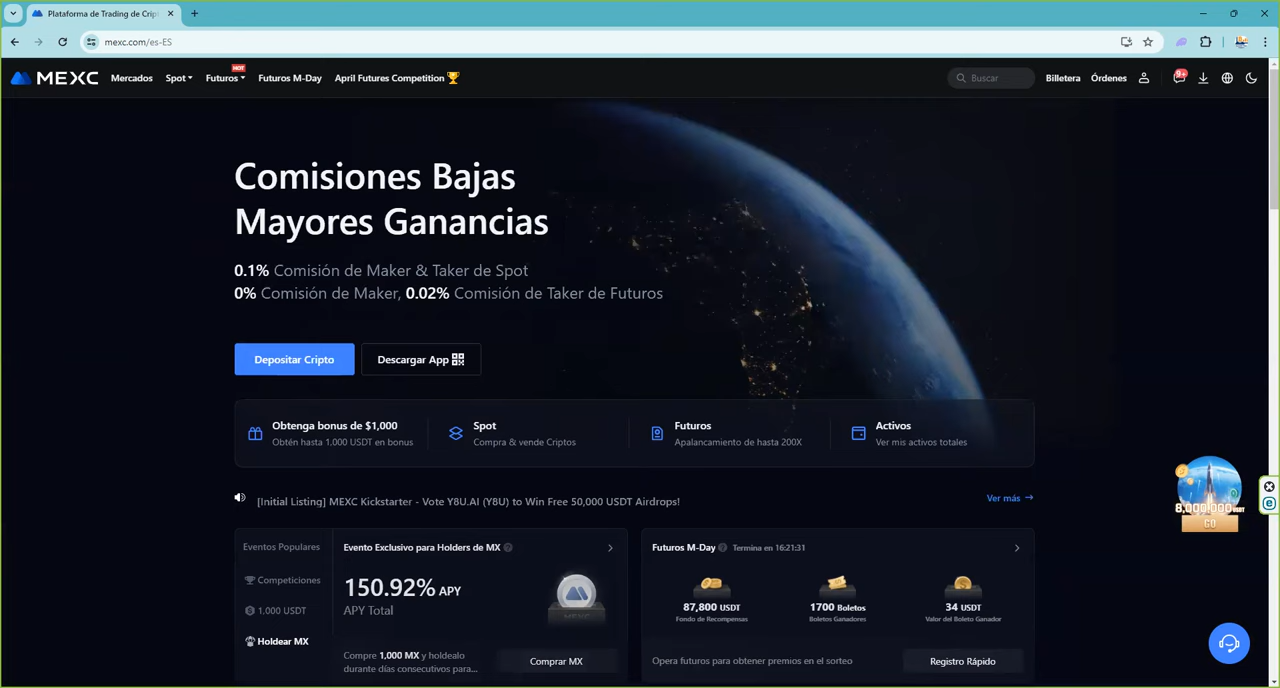 Plataforma de Trading de Crip
mexc.com/es-ES
MEXC Mercados Spot Futuros HOT Futuros M-Day April Futures Competition Buscar Billetera Órdenes 9+
Comisiones Bajas
Mayores Ganancias
0.1% Comisión de Maker & Taker de Spot
0% Comisión de Maker, 0.02% Comisión de Taker de Futuros
Depositar Cripto Descargar App
Obtenga bonus de $1,000
Obtén hasta 1.000 USDT en bonus
Spot
Compra & vende Criptos
Futuros
Apalancamiento de hasta 200X
Activos
Ver mis activos totales
[Initial Listing] MEXC Kickstarter - Vote Y8U.AI (Y8U) to Win Free 50,000 USDT Airdrops!
Ver más
8,000,000 USDT
GO
Eventos Populares
Competiciones
1,000 USDT
Holdear MX
Evento Exclusivo para Holders de MX
150.92% APY
APY Total
MEXC
Compre 1,000 MX y holdealo
durante días consecutivos para...
Comprar MX
Futuros M-Day Termina en 16:21:31
87,800 USDT
Fondo de Recompensas
1700 Boletos
Boletos Ganadores
34 USDT
Valor del Boleto Ganador
Opera futuros para obtener premios en el sorteo
Registro Rápido